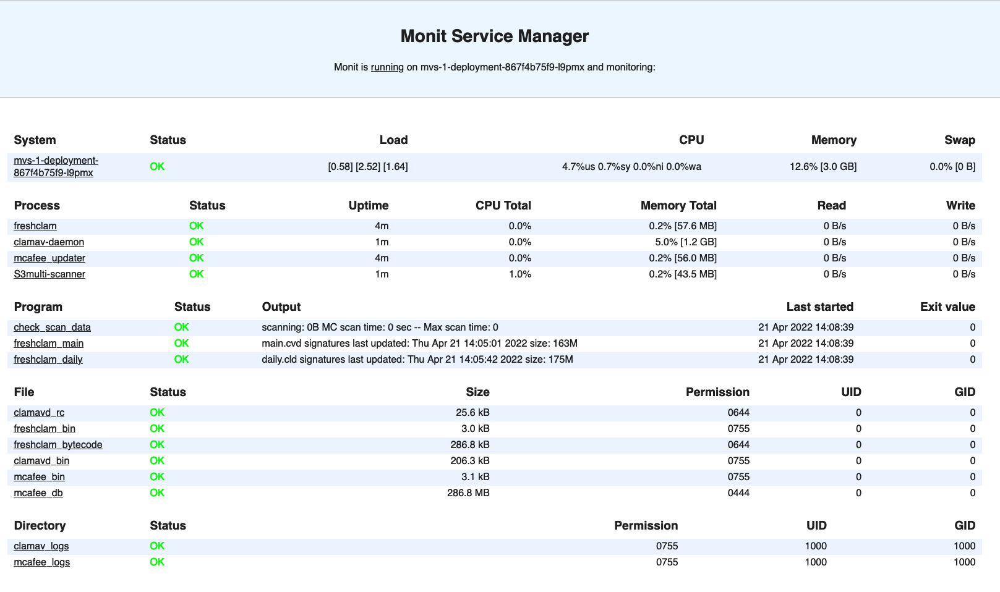 Monit Service Manager
Monit is running on mvs-1-deployment-867f4b75f9-l9pmx and monitoring:
System Status Load CPU Memory Swap
mvs-1-deployment-
867f4b75f9-l9pmx OK [0.58] [2.52] [1.64] 4.7%us 0.7%sy 0.0%ni 0.0%wa 12.6% [3.0 GB] 0.0% [0 B]
Process Status Uptime CPU Total Memory Total Read Write
freshclam OK 4m 0.0% 0.2% [57.6 MB] 0 B/s 0 B/s
clamav-daemon OK 1m 0.0% 5.0% [1.2 GB] 0 B/s 0 B/s
mcafee_updater OK 4m 0.0% 0.2% [56.0 MB] 0 B/s 0 B/s
S3multi-scanner OK 1m 1.0% 0.2% [43.5 MB] 0 B/s 0 B/s
Program Status Output Last started Exit value
check_scan_data OK scanning: 0B MC scan time: 0 sec -- Max scan time: 0 21 Apr 2022 14:08:39 0
freshclam_main OK main.cvd signatures last updated: Thu Apr 21 14:05:01 2022 size: 163M 21 Apr 2022 14:08:39 0
freshclam_daily OK daily.cld signatures last updated: Thu Apr 21 14:05:42 2022 size: 175M 21 Apr 2022 14:08:39 0
File Status Size Permission UID GID
clamavd_rc OK 25.6 kB 0644 0 0
freshclam_bin OK 3.0 kB 0755 0 0
freshclam_bytecode OK 286.8 kB 0644 0 0
clamavd_bin OK 206.3 kB 0755 0 0
mcafee_bin OK 3.1 kB 0755 0 0
mcafee_db OK 286.8 MB 0444 0 0
Directory Status Permission UID GID
clamav_logs OK 0755 1000 1000
mcafee_logs OK 0755 1000 1000